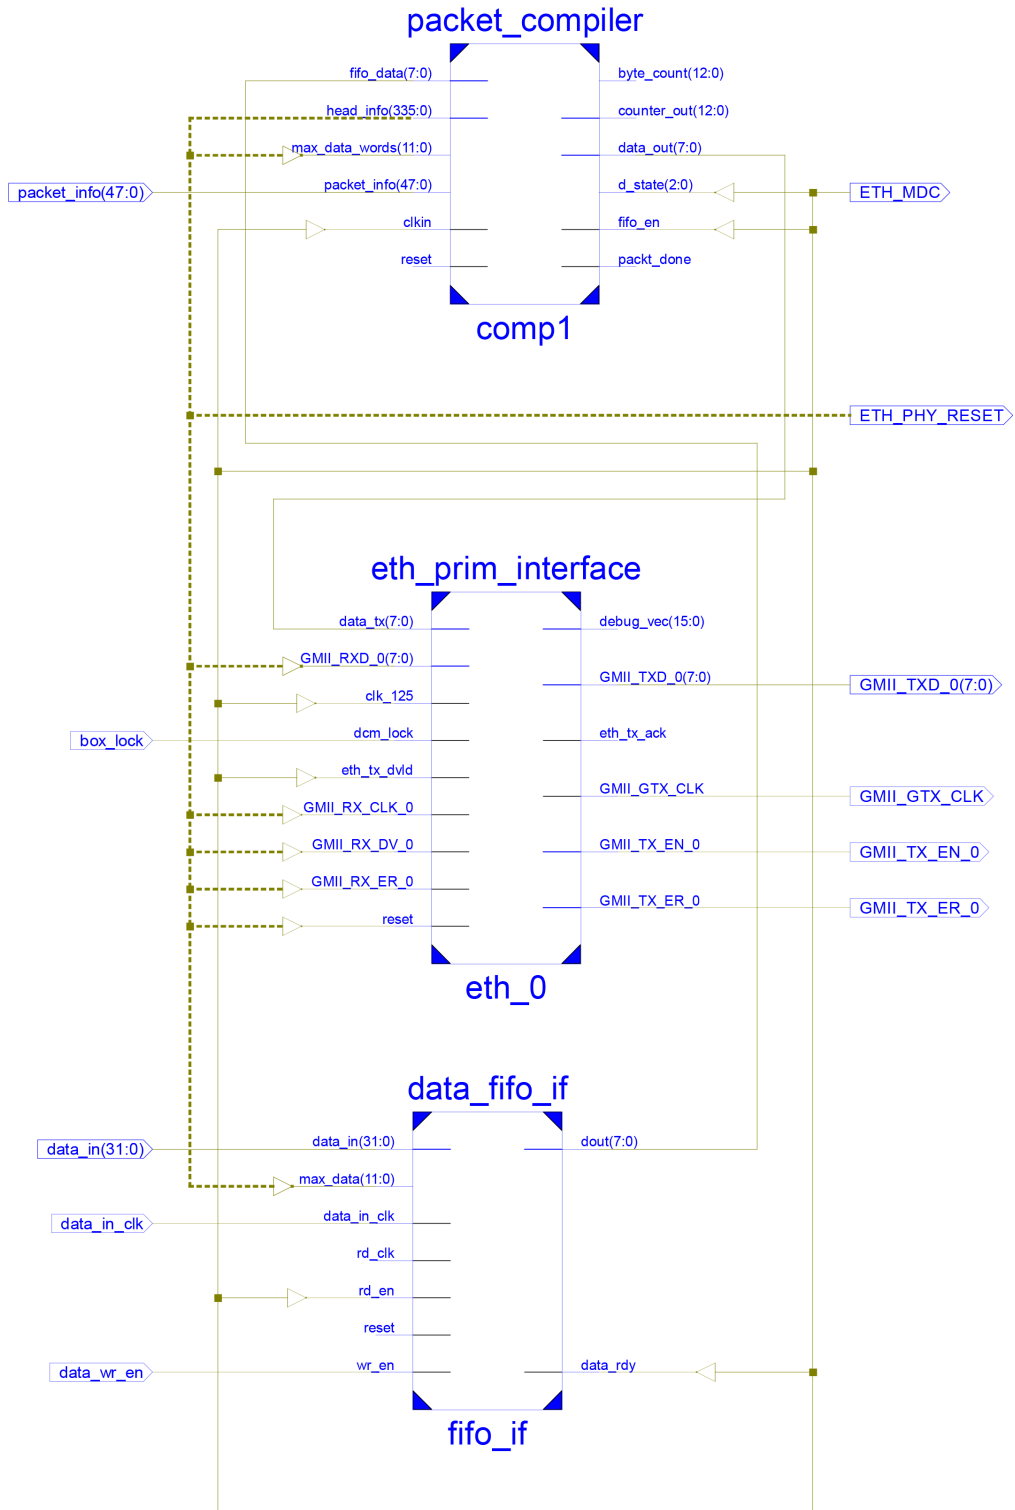 packet_compiler
fifo_data(7:0)
byte_count(12:0)
head_info(335:0)
counter_out(12:0)
max_data_words(11:0)
data_out(7:0)
packet_info(47:0)
packet_info(47:0)
d_state(2:0)
ETH_MDC
clkin
fifo_en
reset
packt_done
comp1
ETH_PHY_RESET
eth_prim_interface
data_tx(7:0)
debug_vec(15:0)
GMII_RXD_0(7:0)
GMII_TXD_0(7:0)
GMII_TXD_0(7:0)
clk_125
box_lock
dcm_lock
eth_tx_ack
eth_tx_dvld
GMII_GTX_CLK
GMII_GTX_CLK
GMII_RX_CLK_0
GMII_RX_DV_0
GMII_TX_EN_0
GMII_TX_EN_0
GMII_RX_ER_0
GMII_TX_ER_0
GMII_TX_ER_0
reset
eth_0
data_fifo_if
data_in(31:0)
data_in(31:0)
dout(7:0)
max_data(11:0)
data_in_clk
data_in_clk
rd_clk
rd_en
reset
data_wr_en
wr_en
data_rdy
fifo_if